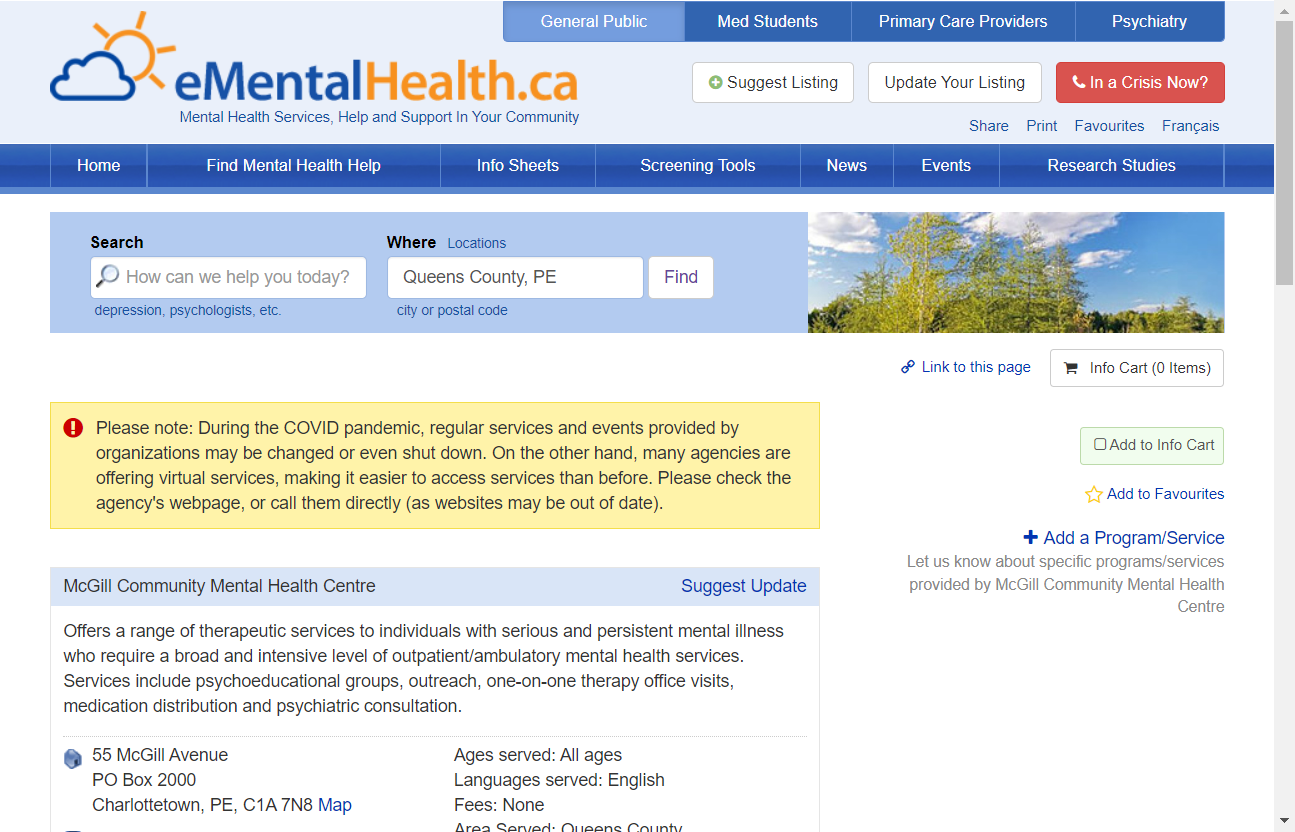 General Public
Med Students
Primary Care Providers
Psychiatry
eMentalHealth.ca
Mental Health Services, Help and Support In Your Community
Suggest Listing
Update Your Listing
In a Crisis Now?
Share Print Favourites Français
Home
Find Mental Health Help
Info Sheets
Screening Tools
News
Events
Research Studies
Search
How can we help you today?
depression, psychologists, etc.
Where Locations
Queens County, PE
Find
city or postal code
Link to this page
Info Cart (0 Items)
Please note: During the COVID pandemic, regular services and events provided by
organizations may be changed or even shut down. On the other hand, many agencies are
offering virtual services, making it easier to access services than before. Please check the
agency's webpage, or call them directly (as websites may be out of date).
Add to Info Cart
Add to Favourites
Add a Program/Service
Let us know about specific programs/services
provided by McGill Community Mental Health
Centre
McGill Community Mental Health Centre
Suggest Update
Offers a range of therapeutic services to individuals with serious and persistent mental illness
who require a broad and intensive level of outpatient/ambulatory mental health services.
Services include psychoeducational groups, outreach, one-on-one therapy office visits,
medication distribution and psychiatric consultation.
55 McGill Avenue
PO Box 2000
Charlottetown, PE, C1A 7N8 Map
Ages served: All ages
Languages served: English
Fees: None
Area Served: Queens County